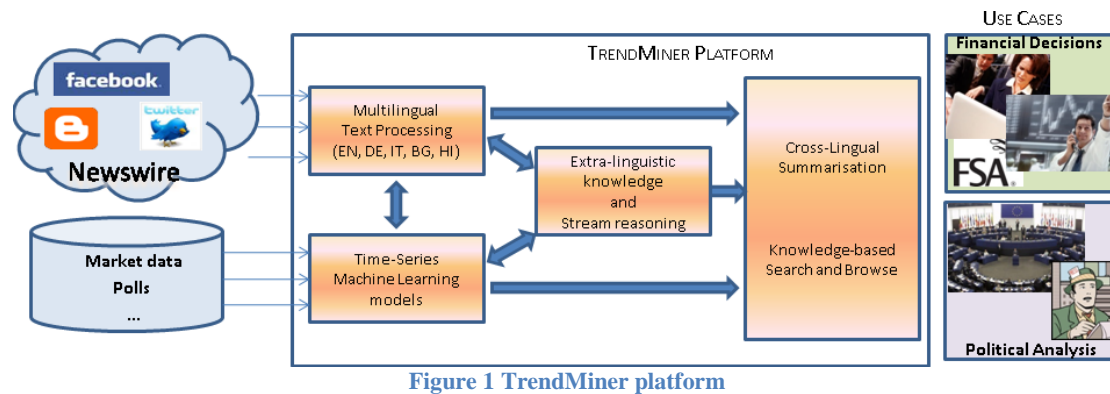 facebook
twitter
Newswire
Market data
Polls
...
TRENDMINER PLATFORM
Multilingual
Text Processing
(EN, DE, IT, BG, HI)
Time-Series
Machine Learning
models
Extra-linguistic
knowledge
and
Stream reasoning
Cross-Lingual
Summarisation
Knowledge-based
Search and Browse
USE CASES
Financial Decisions
FSA
Political Analysis
Figure 1 TrendMiner platform